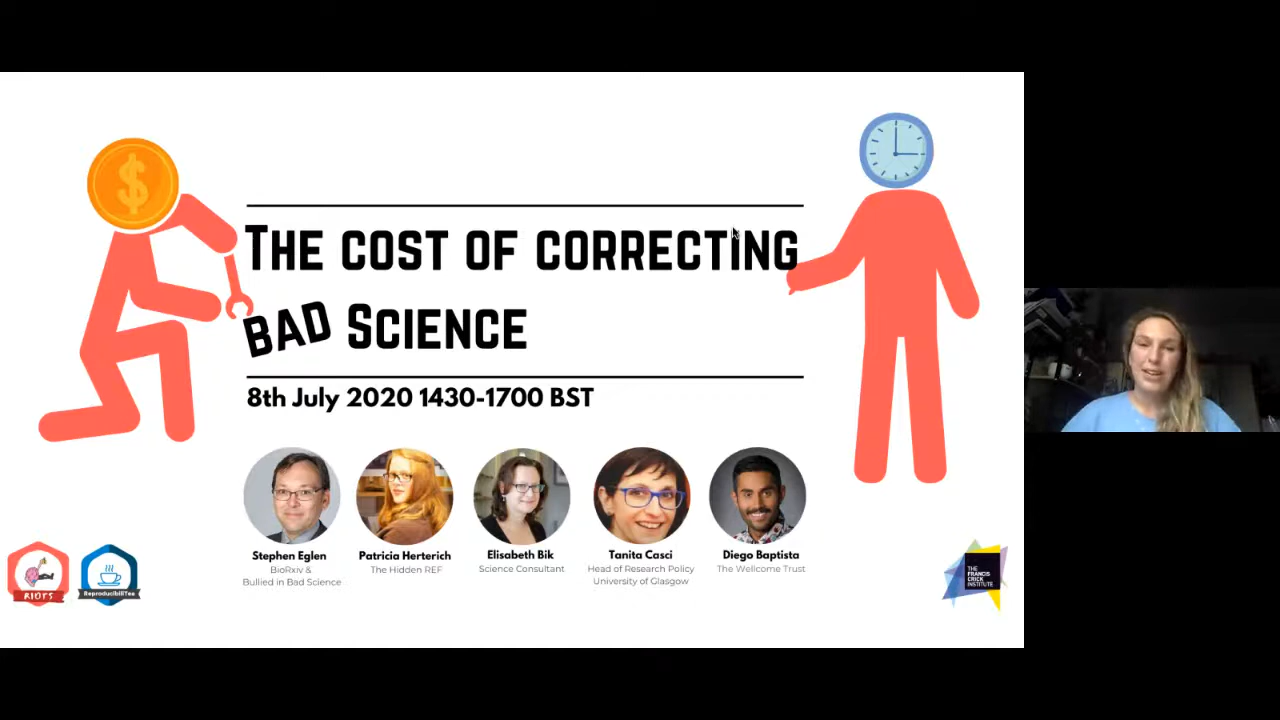 THE COST OF CORRECTING
BAD SCIENCE
8th July 2020 1430-1700 BST
Stephen Eglen
BioRxiv &
Bullied in Bad Science
Patricia Herterich
The Hidden REF
Elisabeth Bik
Science Consultant
Tanita Casci
Head of Research Policy
University of Glasgow
Diego Baptista
The Wellcome Trust
RIOTS
ReproducibiliTea
THE
FRANCIS
CRICK
INSTITUTE
$